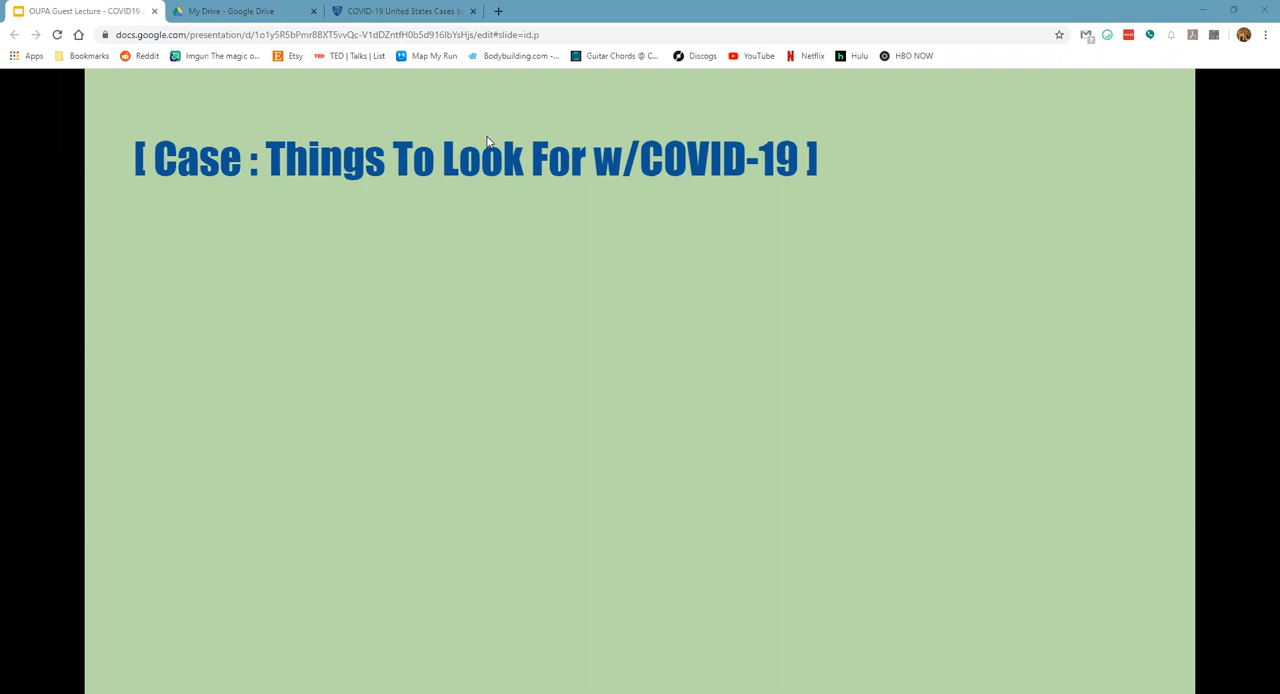 OUPA Guest Lecture - COVID19
My Drive - Google Drive
COVID-19 United States Cases b
docs.google.com/presentation/d/1o1y5R5bPmr8BXT5vvQc-V1dDZntfH0b5d916IbYsHjs/edit#slide=id.p
Apps
Bookmarks
Reddit
Imgur: The magic o...
Etsy
TED | Talks | List
Map My Run
Bodybuilding.com -...
Guitar Chords @ C...
Discogs
YouTube
Netflix
Hulu
HBO NOW
[ Case : Things To Look For w/COVID-19 ]